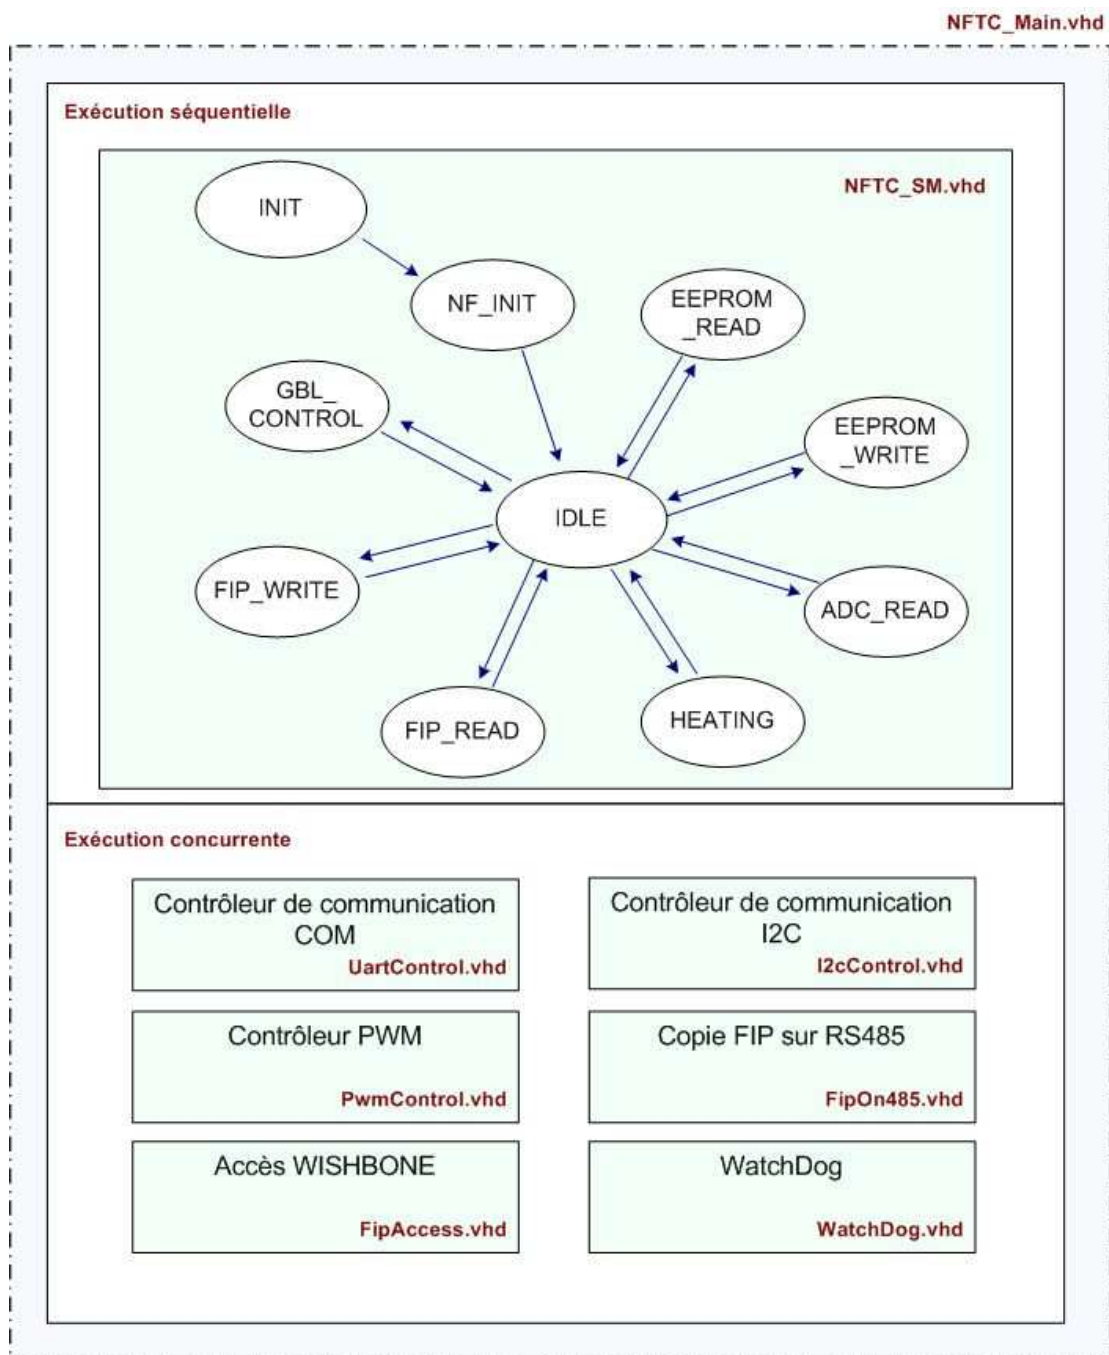 NFTC_Main.vhd
Exécution séquentielle
NFTC_SM.vhd
INIT
NF_INIT
EEPROM
_READ
GBL_
CONTROL
EEPROM
_WRITE
IDLE
FIP_WRITE
ADC_READ
FIP_READ
HEATING
Exécution concurrente
Contrôleur de communication
COM
UartControl.vhd
Contrôleur de communication
I2C
I2cControl.vhd
Contrôleur PWM
PwmControl.vhd
Copie FIP sur RS485
FipOn485.vhd
Accès WISHBONE
FipAccess.vhd
WatchDog
WatchDog.vhd